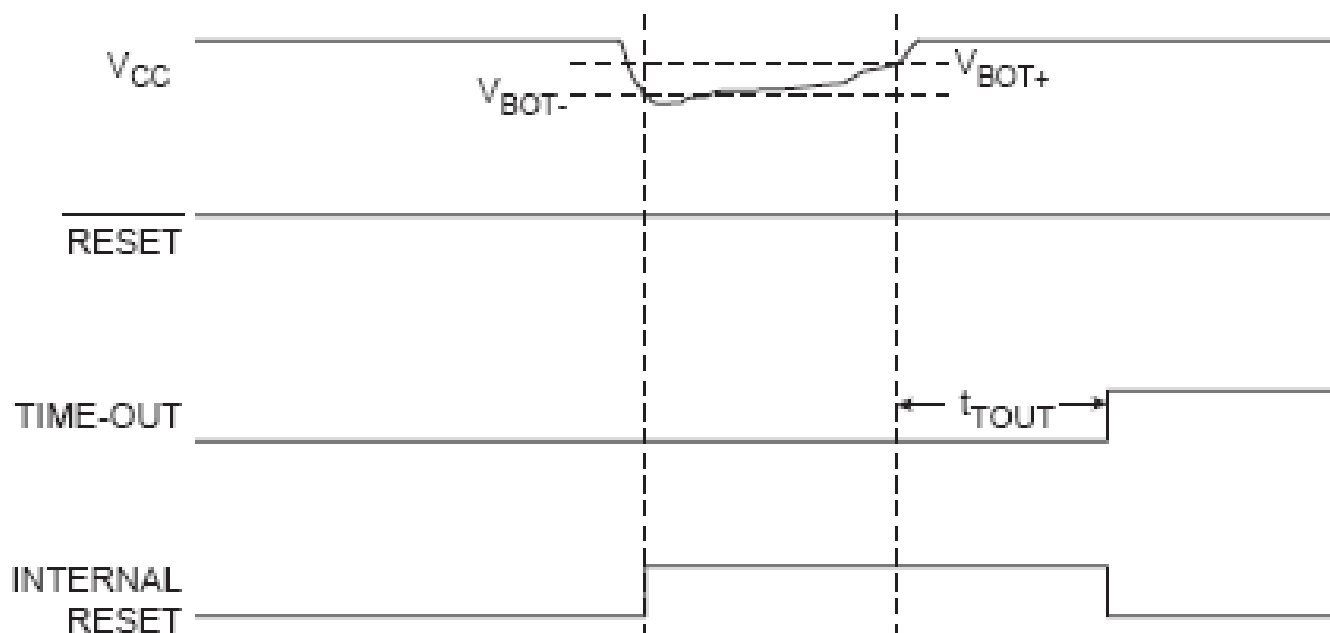 VCC
VBOT-
VBOT+
RESET
TIME-OUT
tTOUT
INTERNAL
RESET